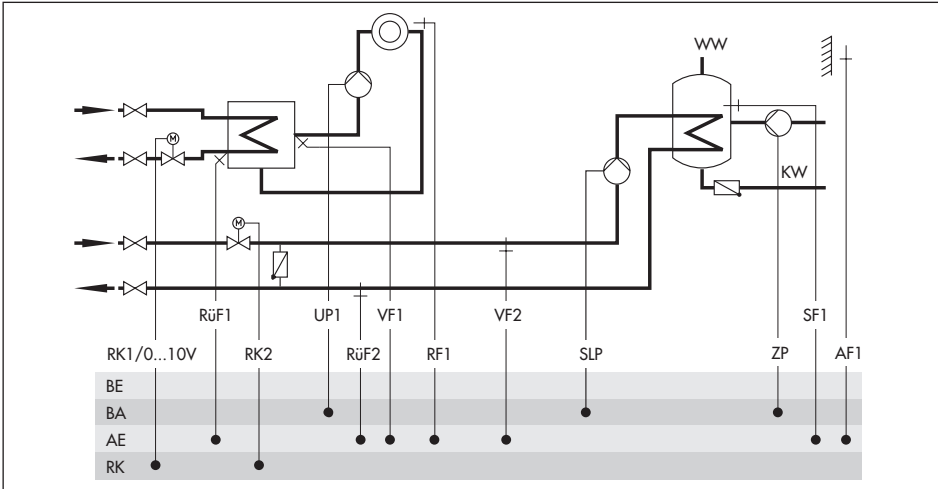 WW
M
KW
M
RüF1 UP1 VF1 VF2 SF1
RK1/0...10V RK2 RüF2 RF1 SLP ZP AF1
BE
BA
AE
RK